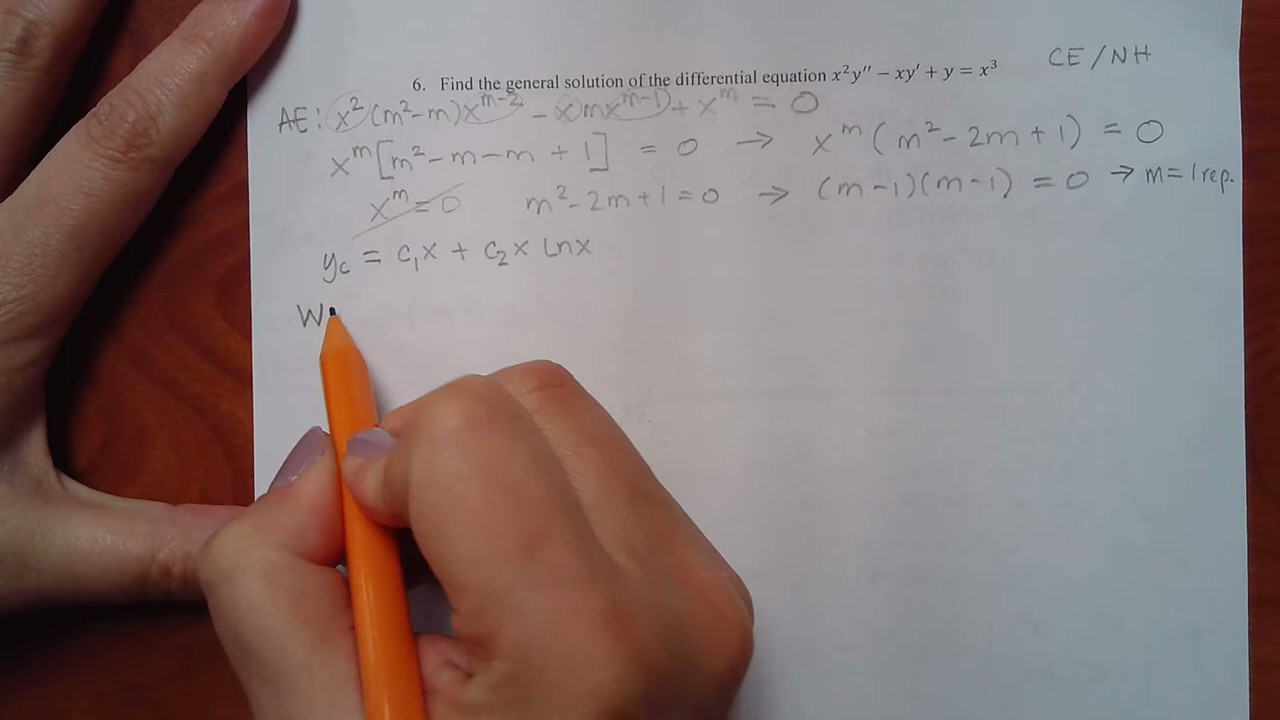 6. Find the general solution of the differential equation x²y″ − xy′ + y = x³ CE/NH
AE: x²(m²-m)x^(m-2) - xmx^(m-1) + x^m = 0
x^m[m²-m-m+1] = 0 → x^m(m²-2m+1) = 0
x^m=0 m²-2m+1=0 → (m-1)(m-1) = 0 → m=1 rep.
y_c = c₁x + c₂x lnx
W